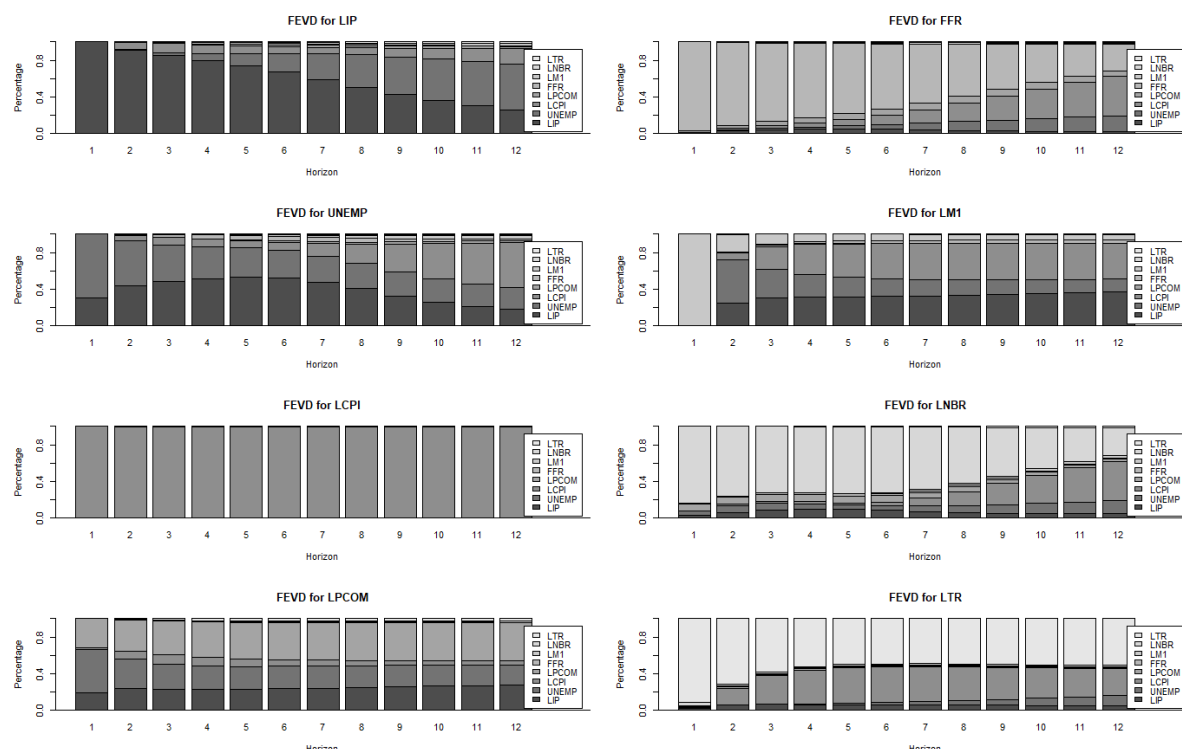 FEVD for LIP
Percentage
0.0 0.4 0.8
LTR
LNBR
LM1
FFR
LPCOM
LCPI
UNEMP
LIP
1 2 3 4 5 6 7 8 9 10 11 12
Horizon
FEVD for FFR
Percentage
0.0 0.4 0.8
LTR
LNBR
LM1
FFR
LPCOM
LCPI
UNEMP
LIP
1 2 3 4 5 6 7 8 9 10 11 12
Horizon
FEVD for UNEMP
Percentage
0.0 0.4 0.8
LTR
LNBR
LM1
FFR
LPCOM
LCPI
UNEMP
LIP
1 2 3 4 5 6 7 8 9 10 11 12
Horizon
FEVD for LM1
Percentage
0.0 0.4 0.8
LTR
LNBR
LM1
FFR
LPCOM
LCPI
UNEMP
LIP
1 2 3 4 5 6 7 8 9 10 11 12
Horizon
FEVD for LCPI
Percentage
0.0 0.4 0.8
LTR
LNBR
LM1
FFR
LPCOM
LCPI
UNEMP
LIP
1 2 3 4 5 6 7 8 9 10 11 12
Horizon
FEVD for LNBR
Percentage
0.0 0.4 0.8
LTR
LNBR
LM1
FFR
LPCOM
LCPI
UNEMP
LIP
1 2 3 4 5 6 7 8 9 10 11 12
Horizon
FEVD for LPCOM
Percentage
0.0 0.4 0.8
LTR
LNBR
LM1
FFR
LPCOM
LCPI
UNEMP
LIP
1 2 3 4 5 6 7 8 9 10 11 12
Horizon
FEVD for LTR
Percentage
0.0 0.4 0.8
LTR
LNBR
LM1
FFR
LPCOM
LCPI
UNEMP
LIP
1 2 3 4 5 6 7 8 9 10 11 12
Horizon